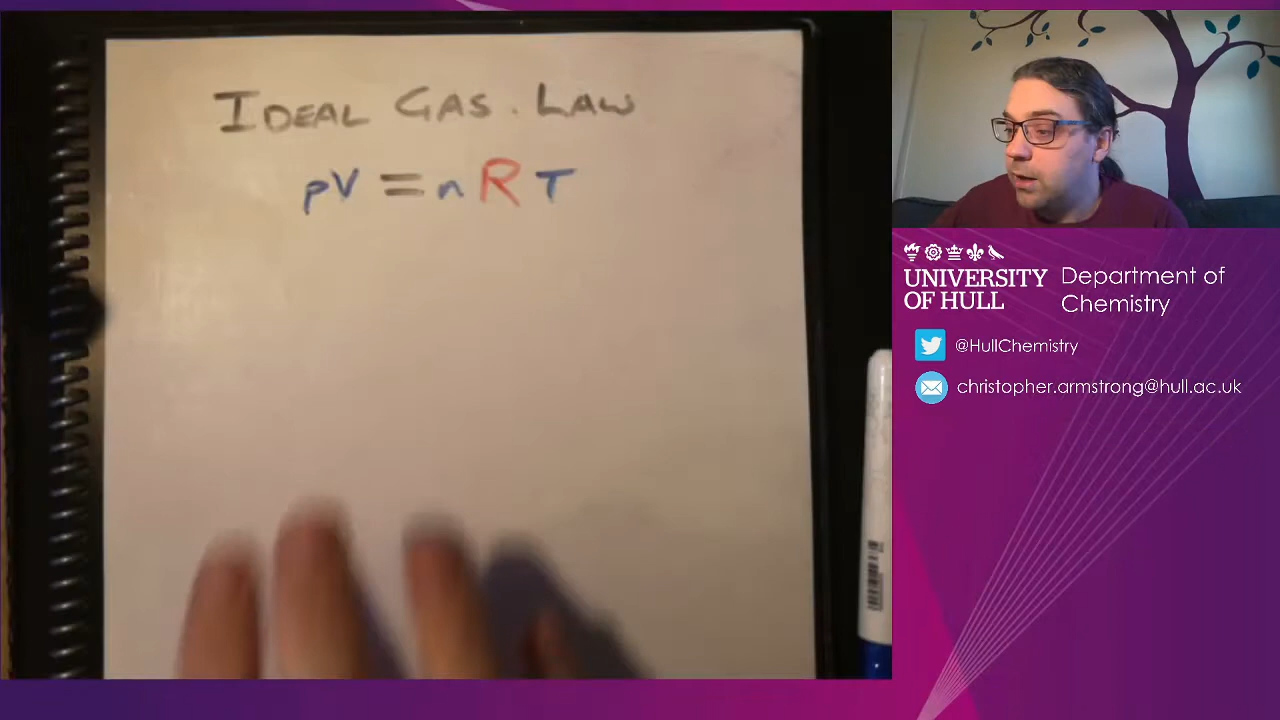 IDEAL GAS. LAW
pV = nRT
UNIVERSITY
OF HULL
Department of
Chemistry
@HullChemistry
christopher.armstrong@hull.ac.uk